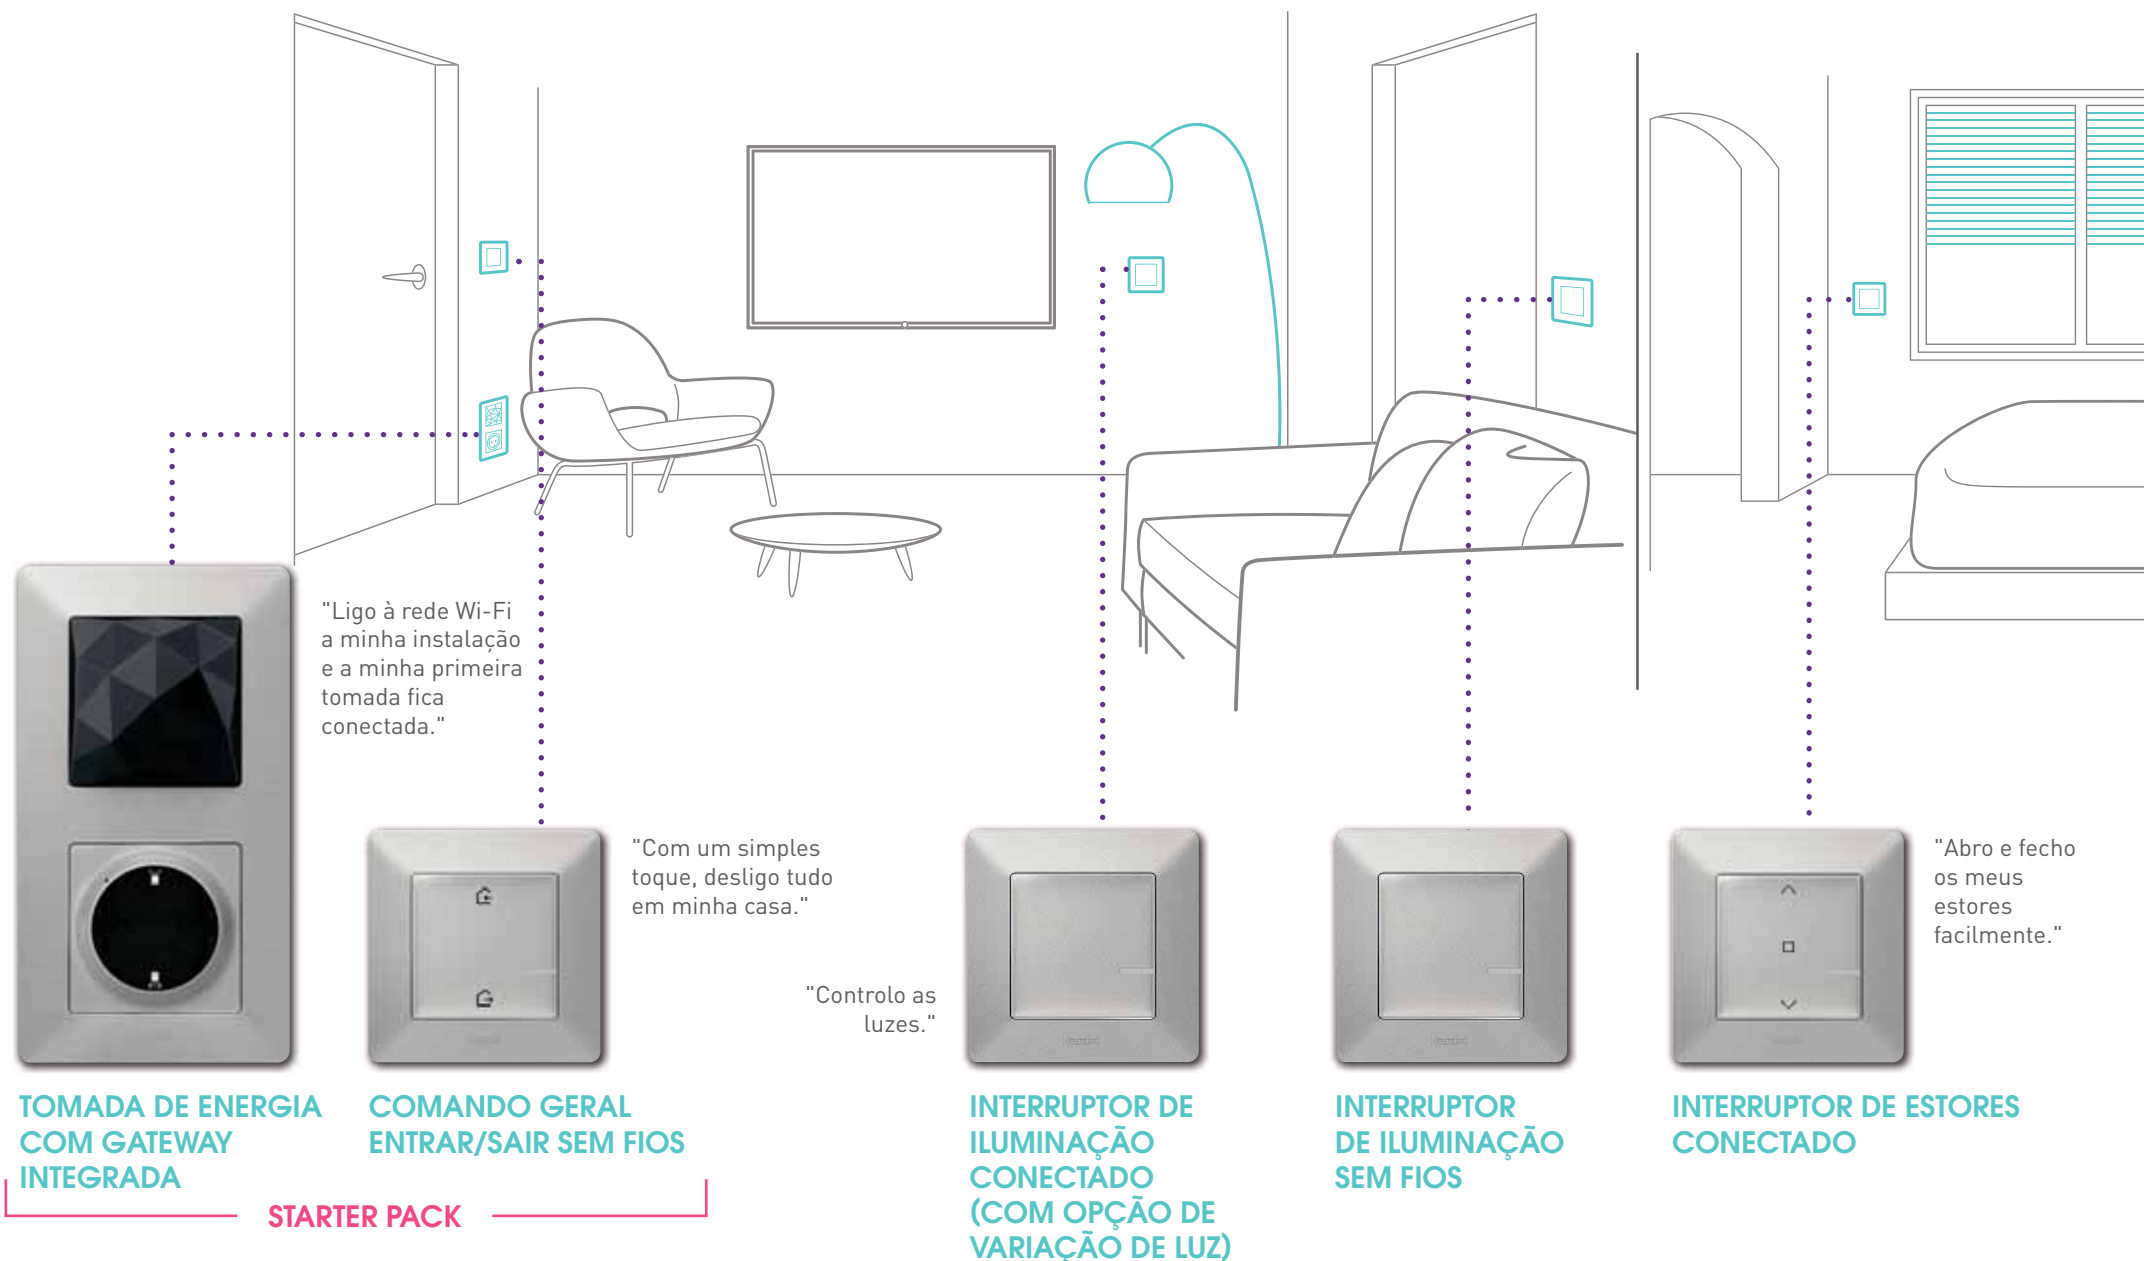 "Ligo à rede Wi-Fi
a minha instalação
e a minha primeira
tomada fica
conectada."
"Com um simples
toque, desligo tudo
em minha casa."
"Controlo as
luzes."
"Abro e fecho
os meus
estores
facilmente."
TOMADA DE ENERGIA
COM GATEWAY
INTEGRADA
COMANDO GERAL
ENTRAR/SAIR SEM FIOS
STARTER PACK
INTERRUPTOR DE
ILUMINAÇÃO
CONECTADO
(COM OPÇÃO DE
VARIAÇÃO DE LUZ)
INTERRUPTOR
DE ILUMINAÇÃO
SEM FIOS
INTERRUPTOR DE ESTORES
CONECTADO